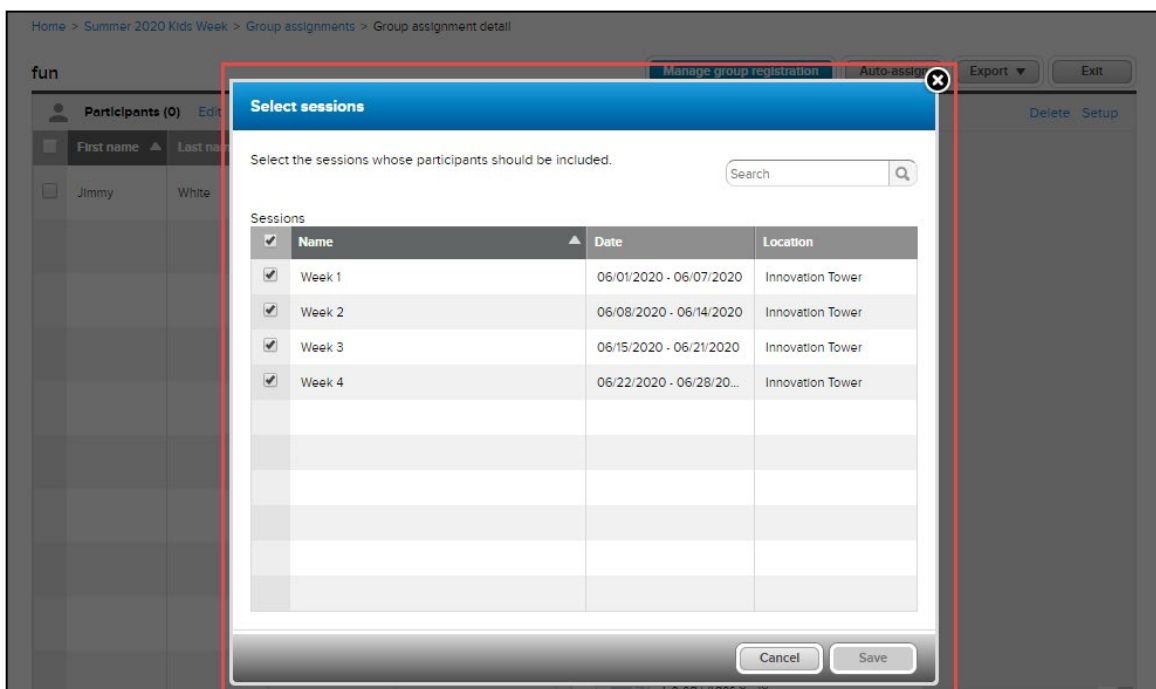 Home > Summer 2020 Kids Week > Group assignments > Group assignment detail
fun
Manage group registration
Auto-assign
Export ▼
Exit
Participants (0) Edit
Delete Setup
First name ▲ Last
Jimmy White
Select sessions
Select the sessions whose participants should be included.
Search
Sessions
Name ▲ Date Location
Week 1 06/01/2020 - 06/07/2020 Innovation Tower
Week 2 06/08/2020 - 06/14/2020 Innovation Tower
Week 3 06/15/2020 - 06/21/2020 Innovation Tower
Week 4 06/22/2020 - 06/28/20... Innovation Tower
Cancel Save